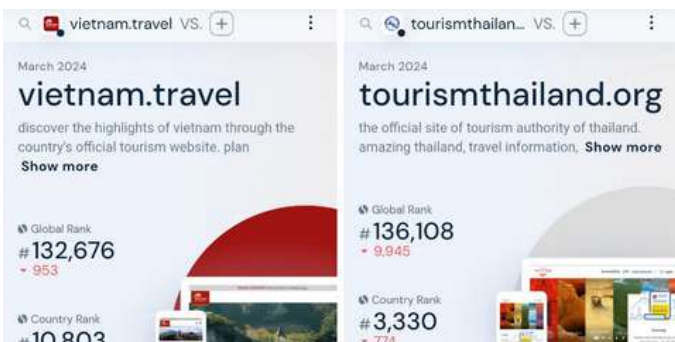 vietnam.travel VS. +
March 2024
vietnam.travel
discover the highlights of vietnam through the
country's official tourism website. plan
Show more
Global Rank
#132,676
953
Country Rank
#10,803
tourismthailan... VS. +
March 2024
tourismthailand.org
the official site of tourism authority of thailand.
amazing thailand, travel information, Show more
Global Rank
#136,108
9,945
Country Rank
#3,330
774